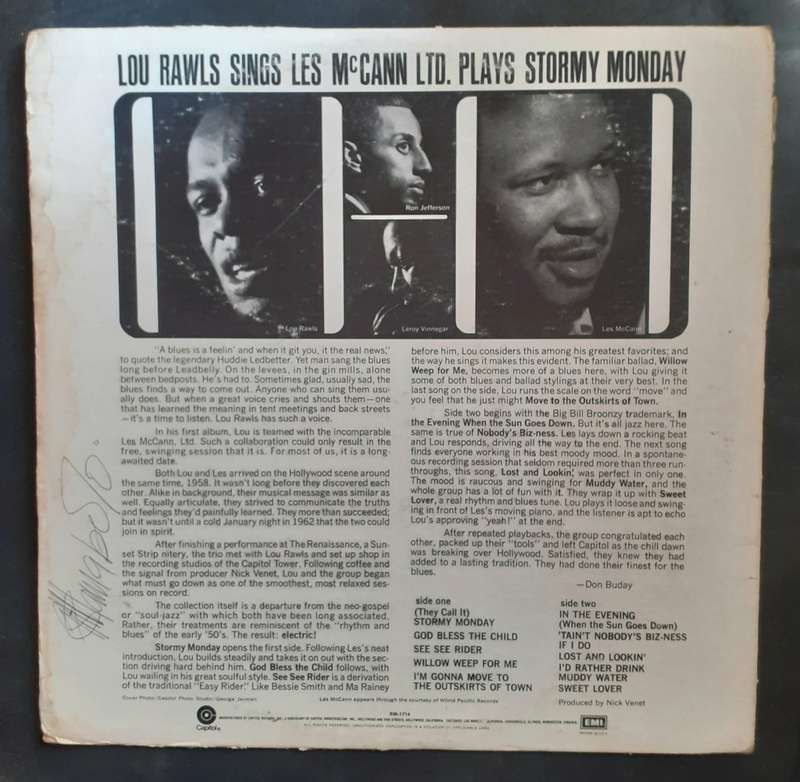 LOU RAWLS SINGS LES McCANN LTD. PLAYS STORMY MONDAY
Ron Jefferson
Lou Rawls
Leroy Vinnegar
Les McCann
"A blues is a feelin' and when it git you, it the real news,"
to quote the legendary Huddie Ledbetter. Yet man sang the blues
long before Leadbelly. On the levees, in the gin mills, alone
between bedposts. He's had to. Sometimes glad, usually sad, the
blues finds a way to come out. Anyone who can sing them usu-
ally does. But when a great voice cries and shouts them—one
that has learned the meaning in tent meetings and back streets
—it's a time to listen. Lou Rawls has such a voice.
In his first album, Lou is teamed with the incomparable
Les McCann, Ltd. Such a collaboration could only result in the
free, swinging session that it is. For most of us, it is a long-
awaited date.
Both Lou and Les arrived on the Hollywood scene around
the same time, 1958. It wasn't long before they discovered each
other. Alike in background, their musical message was similar as
well. Equally articulate, they strived to communicate the truths
and feelings they'd painfully learned. They more than succeeded;
but it wasn't until a cold January night in 1962 that the two could
join in spirit.
After finishing a performance at The Renaissance, a Sun-
set Strip nitery, the trio met with Lou Rawls and set up shop in
the recording studios of the Capitol Tower. Following coffee and
the signal from producer Nick Venet, Lou and the group began
what must go down as one of the smoothest, most relaxed ses-
sions on record.
The collection itself is a departure from the neo-gospel
or "soul-jazz" with which both have been long associated.
Rather, their treatments are reminiscent of the "rhythm and
blues" of the early '50's. The result: electric!
Stormy Monday opens the first side. Following Les's neat
introduction, Lou builds steadily and takes it on out with the sec-
tion driving hard behind him. God Bless the Child follows, with
Lou wailing in his great soulful style. See See Rider is a derivation
of the traditional "Easy Rider." Like Bessie Smith and Ma Rainey
before him, Lou considers this among his greatest favorites; and
the way he sings it makes this evident. The familiar ballad, Willow
Weep for Me, becomes more of a blues here, with Lou giving it
some of both blues and ballad stylings at their very best. In the
last song on the side, Lou runs the scale on the word "move" and
you feel that he just might Move to the Outskirts of Town.
Side two begins with the Big Bill Broonzy trademark, In
the Evening When the Sun Goes Down. But it's all jazz here. The
same is true of Nobody's Biz-ness. Les lays down a rocking beat
and Lou responds, driving all the way to the end. The next song
finds everyone working in his best moody mood. In a spontane-
ous recording session that seldom required more than three run-
throughs, this song, Lost and Lookin', was perfect in only one.
The mood is raucous and swinging for Muddy Water, and the
whole group has a lot of fun with it. They wrap it up with Sweet
Lover, a real rhythm and blues tune. Lou plays it loose and swing-
ing in front of Les's moving piano, and the listener is apt to echo
Lou's approving "yeah!" at the end.
After repeated playbacks, the group congratulated each
other, packed up their "tools" and left Capitol as the chill dawn
was breaking over Hollywood. Satisfied, they knew they had
added to a lasting tradition. They had done their finest for the
blues.
—Don Buday
side one
(They Call It)
STORMY MONDAY
GOD BLESS THE CHILD
SEE SEE RIDER
WILLOW WEEP FOR ME
I'M GONNA MOVE TO
THE OUTSKIRTS OF TOWN
side two
IN THE EVENING
(When the Sun Goes Down)
'TAIN'T NOBODY'S BIZ-NESS
IF I DO
LOST AND LOOKIN'
I'D RATHER DRINK
MUDDY WATER
SWEET LOVER
Produced by Nick Venet
Cover Photo/Capitol Photo Studio/George Jerman
Les McCann appears through the courtesy of World Pacific Records
SM-1714
Capitol
EMI